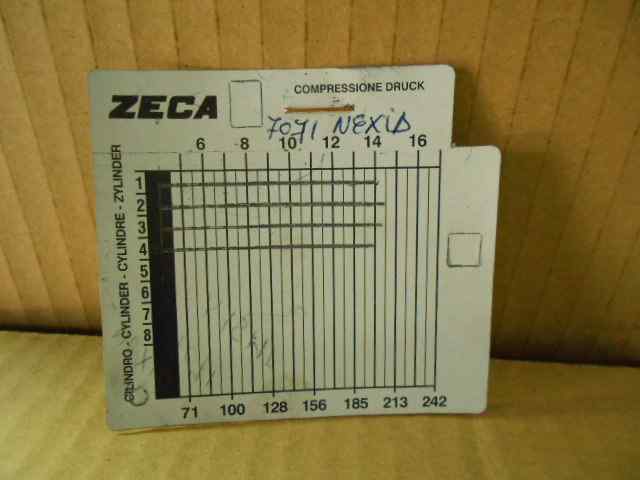 ZECA
COMPRESSIONE DRUCK
7071 NEXIA
6 8 10 12 14 16
CILINDRO - CYLINDER - CYLINDRE - ZYLINDER
1
2
3
4
5
6
7
8
71 100 128 156 185 213 242